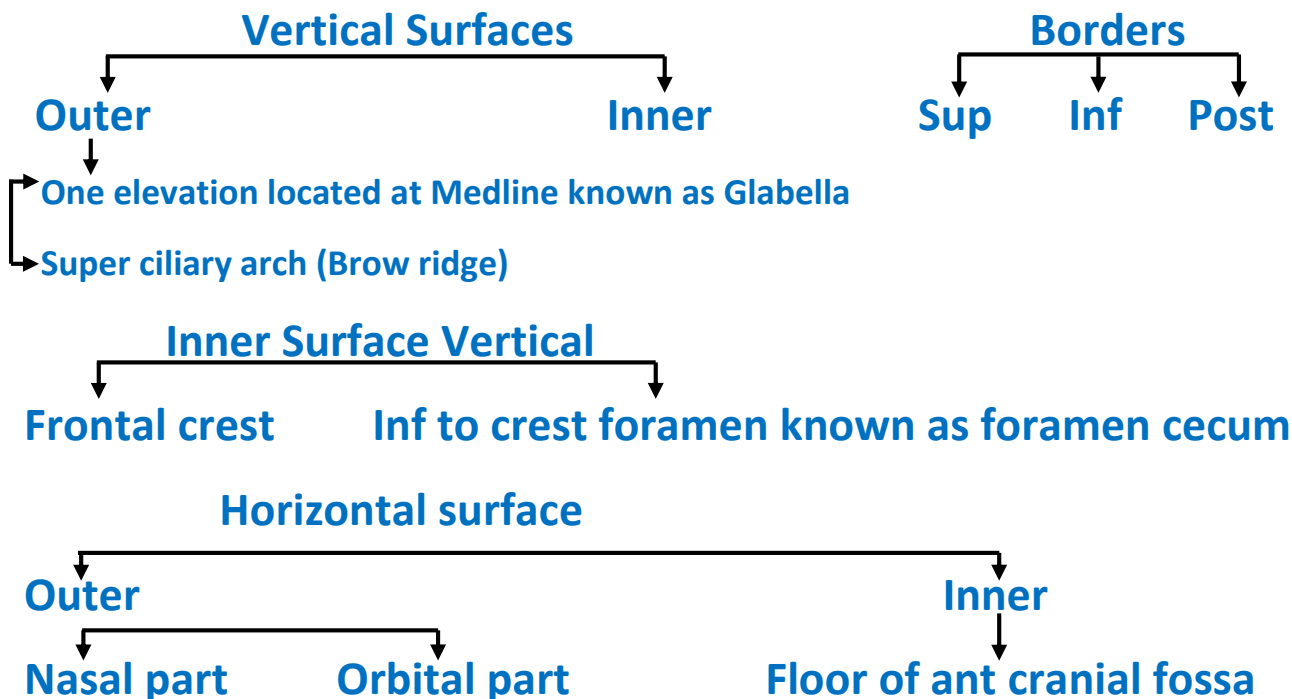 Vertical Surfaces
Borders
Outer
Inner
Sup
Inf
Post
One elevation located at Medline known as Glabella
Super ciliary arch (Brow ridge)
Inner Surface Vertical
Frontal crest
Inf to crest foramen known as foramen cecum
Horizontal surface
Outer
Inner
Nasal part
Orbital part
Floor of ant cranial fossa